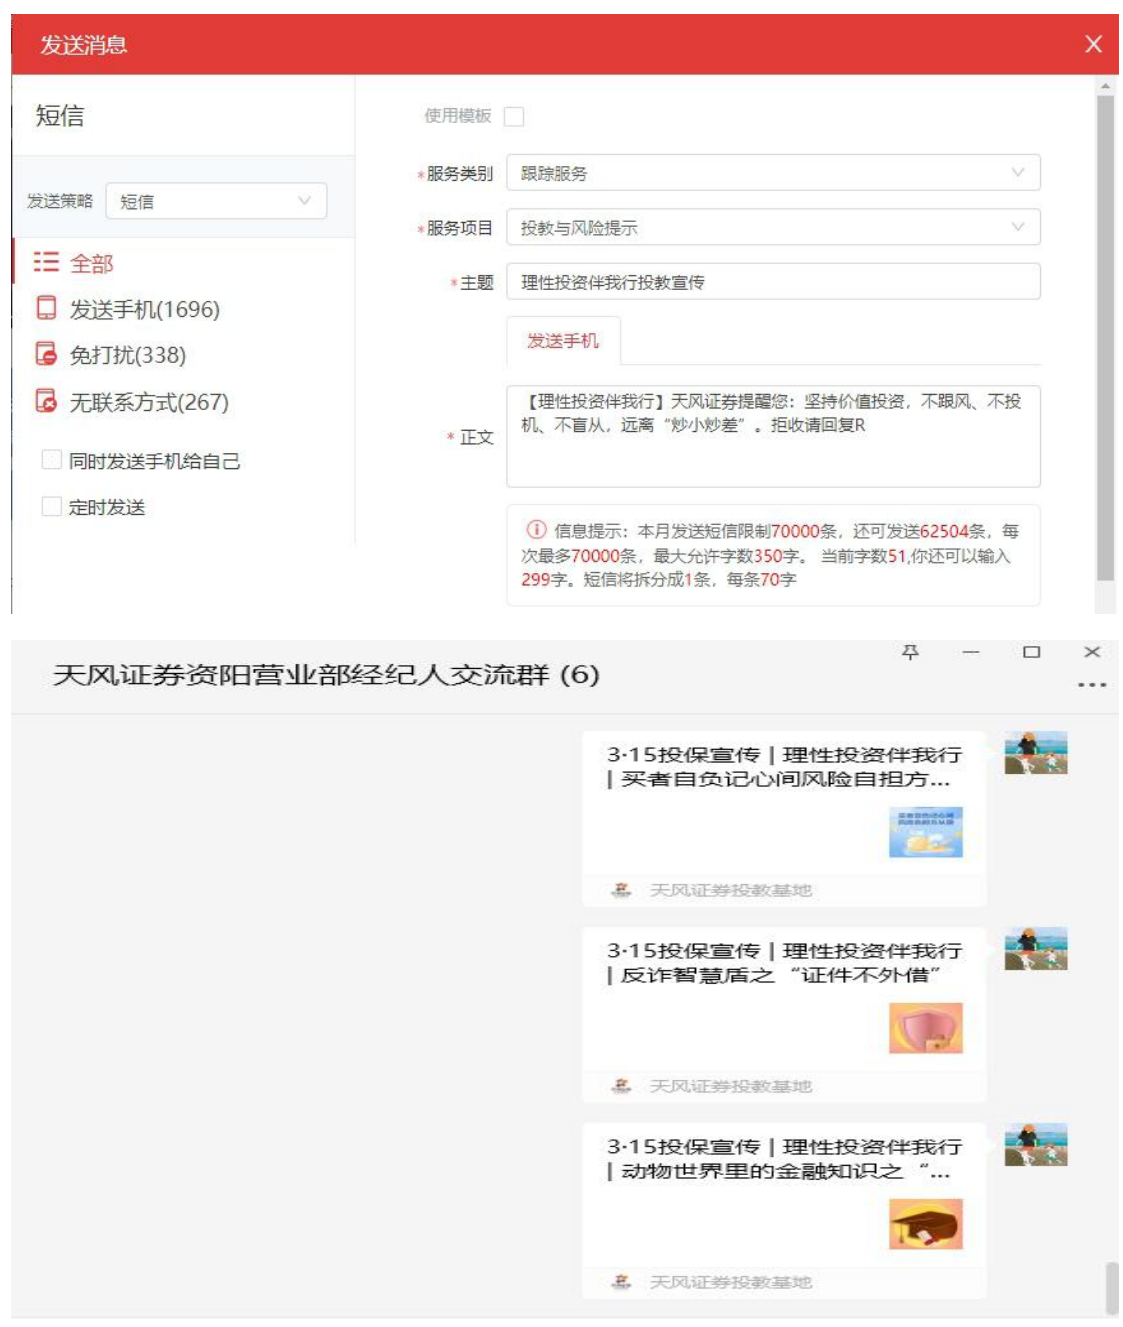 发送消息
短信
使用模板
*服务类别 跟踪服务
发送策略 短信
*服务项目 投教与风险提示
全部
*主题 理性投资伴我行投教宣传
发送手机(1696)
发送手机
免打扰(338)
无联系方式(267)
*正文
【理性投资伴我行】天风证券提醒您：坚持价值投资，不跟风、不投
机、不盲从，远离“炒小炒差”。拒收请回复R
同时发送手机给自己
定时发送
信息提示：本月发送短信限制70000条，还可发送62504条，每
次最多70000条，最大允许字数350字。 当前字数51,你还可以输入
299字。短信将拆分成1条，每条70字
天风证券资阳营业部经纪人交流群 (6)
3·15投保宣传 | 理性投资伴我行
| 买者自负记心间风险自担方...
天风证券投教基地
3·15投保宣传 | 理性投资伴我行
| 反诈智慧盾之“证件不外借”
天风证券投教基地
3·15投保宣传 | 理性投资伴我行
| 动物世界里的金融知识之“...
天风证券投教基地